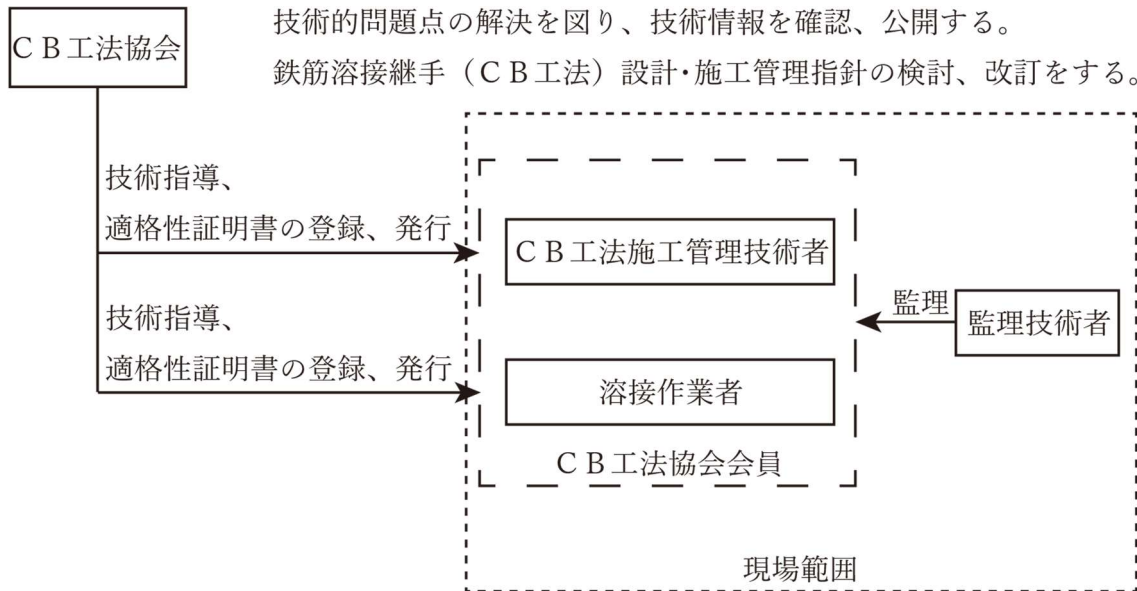 CB工法協会
技術的問題点の解決を図り、技術情報を確認、公開する。
鉄筋溶接継手(CB工法)設計・施工管理指針の検討、改訂をする。
技術指導、
適格性証明書の登録、発行
CB工法施工管理技術者
監理
監理技術者
技術指導、
適格性証明書の登録、発行
溶接作業者
CB工法協会会員
現場範囲